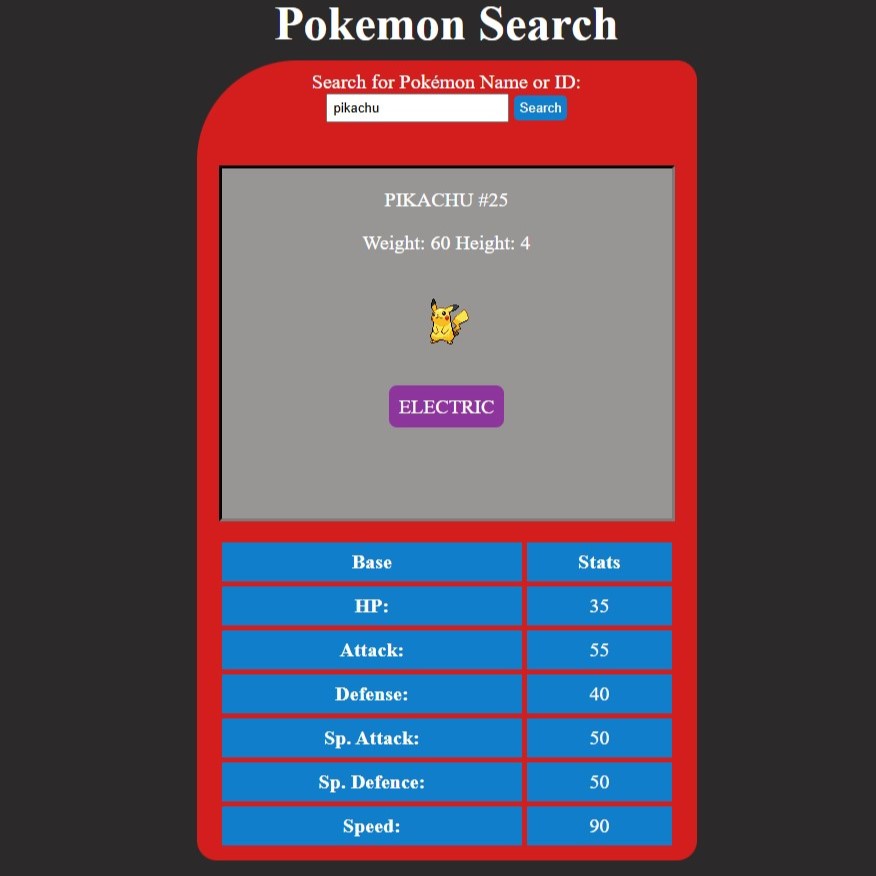 Pokemon Search
Search for Pokémon Name or ID:
pikachu Search
PIKACHU #25
Weight: 60 Height: 4
ELECTRIC
Base Stats
HP: 35
Attack: 55
Defense: 40
Sp. Attack: 50
Sp. Defence: 50
Speed: 90